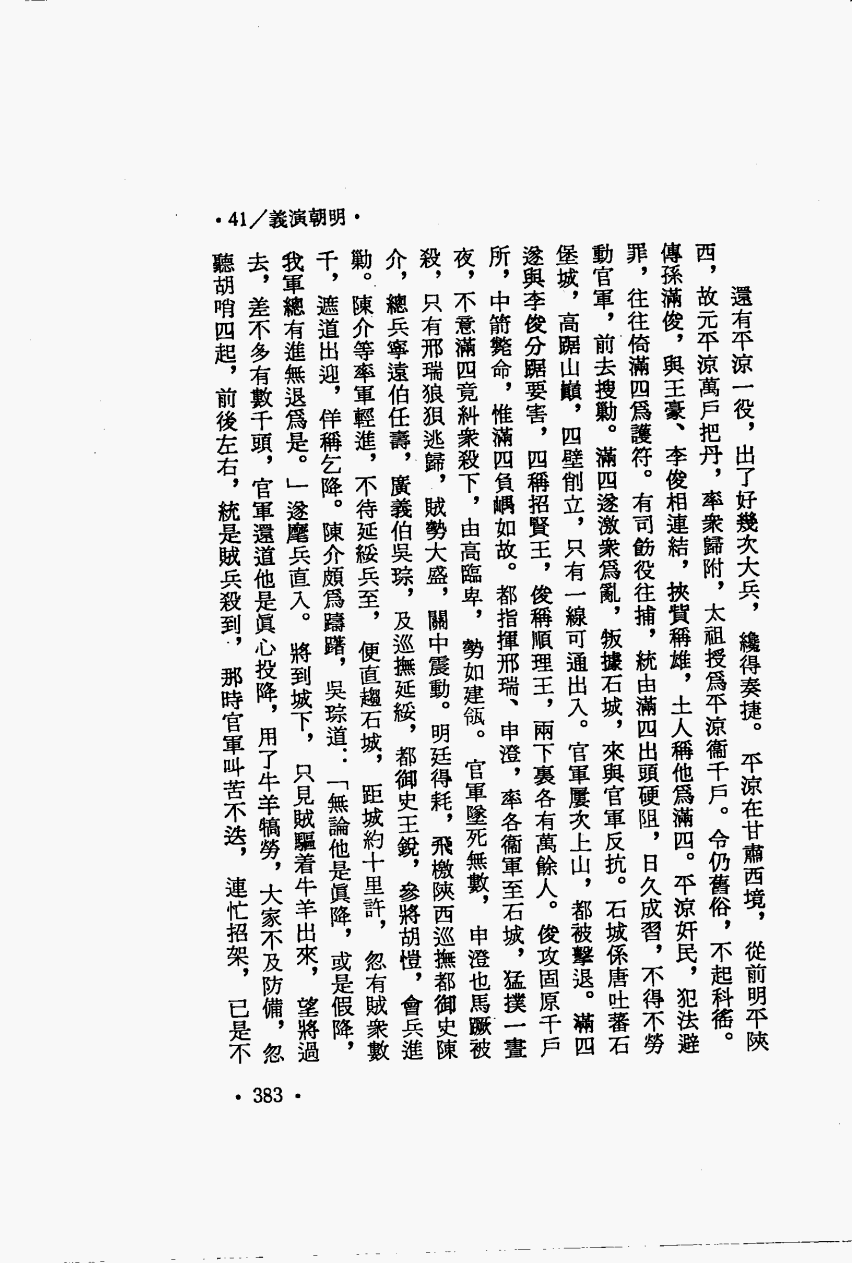 •41／義演朝明•
還有平涼一役，出了好幾次大兵，纔得奏捷。平涼在甘肅西境，從前明平陝
西，故元平涼萬戶把丹，率衆歸附，太祖授爲平涼衞千戶。令仍舊俗，不起科徭。
傳孫滿俊，與王豪、李俊相連結，挾貲稱雄，土人稱他爲滿四。平涼奸民，犯法避
罪，往往倚滿四爲護符。有司飭役往捕，統由滿四出頭硬阻，日久成習，不得不勞
動官軍，前去搜勦。滿四遂激衆爲亂，叛據石城，來與官軍反抗。石城係唐吐蕃石
堡城，高踞山巔，四壁削立，只有一線可通出入。官軍屢次上山，都被擊退。滿四
遂與李俊分踞要害，四稱招賢王，俊稱順理王，兩下裏各有萬餘人。俊攻固原千戶
所，中箭斃命，惟滿四負嵎如故。都指揮邢瑞、申澄，率各衞軍至石城，猛撲一晝
夜，不意滿四竟糾衆殺下，由高臨卑，勢如建瓴。官軍墜死無數，申澄也馬蹶被
殺，只有邢瑞狼狽逃歸，賊勢大盛，關中震動。明廷得耗，飛檄陝西巡撫都御史陳
介，總兵寧遠伯任壽，廣義伯吳琮，及巡撫延綏，都御史王銳，參將胡愷，會兵進
勦。陳介等率軍輕進，不待延綏兵至，便直趨石城，距城約十里許，忽有賊衆數
千，遮道出迎，佯稱乞降。陳介頗爲躊躇，吳琮道：「無論他是眞降，或是假降，
我軍總有進無退爲是。」遂麾兵直入。將到城下，只見賊驅着牛羊出來，望將過
去，差不多有數千頭，官軍還道他是眞心投降，用了牛羊犒勞，大家不及防備，忽
聽胡哨四起，前後左右，統是賊兵殺到，那時官軍叫苦不迭，連忙招架，已是不
•383•